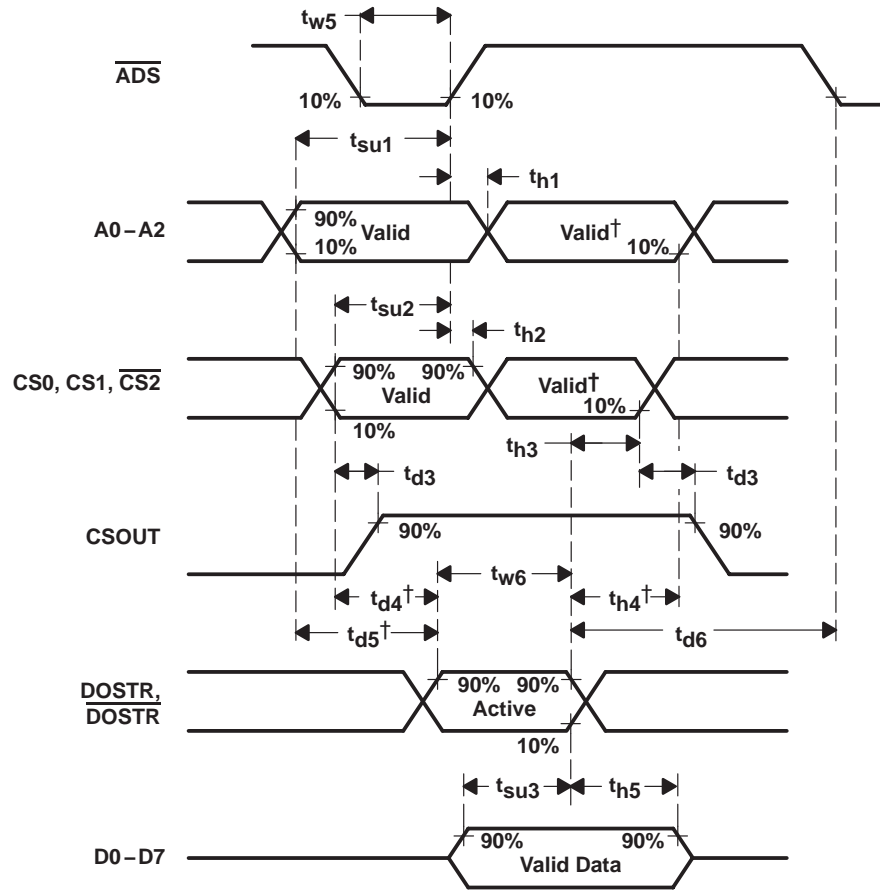 tw5
ADS
10% 10%
tsu1
th1
A0–A2
90%
Valid
10%
Valid†
10%
tsu2
th2
CS0, CS1, CS2
90% 90%
Valid
10%
Valid†
10%
th3
td3
td3
CSOUT
90%
90%
tw6
td4†
th4†
td5†
td6
DOSTR,
DOSTR
90% 90%
Active
10%
tsu3
th5
D0–D7
90%
90%
Valid Data